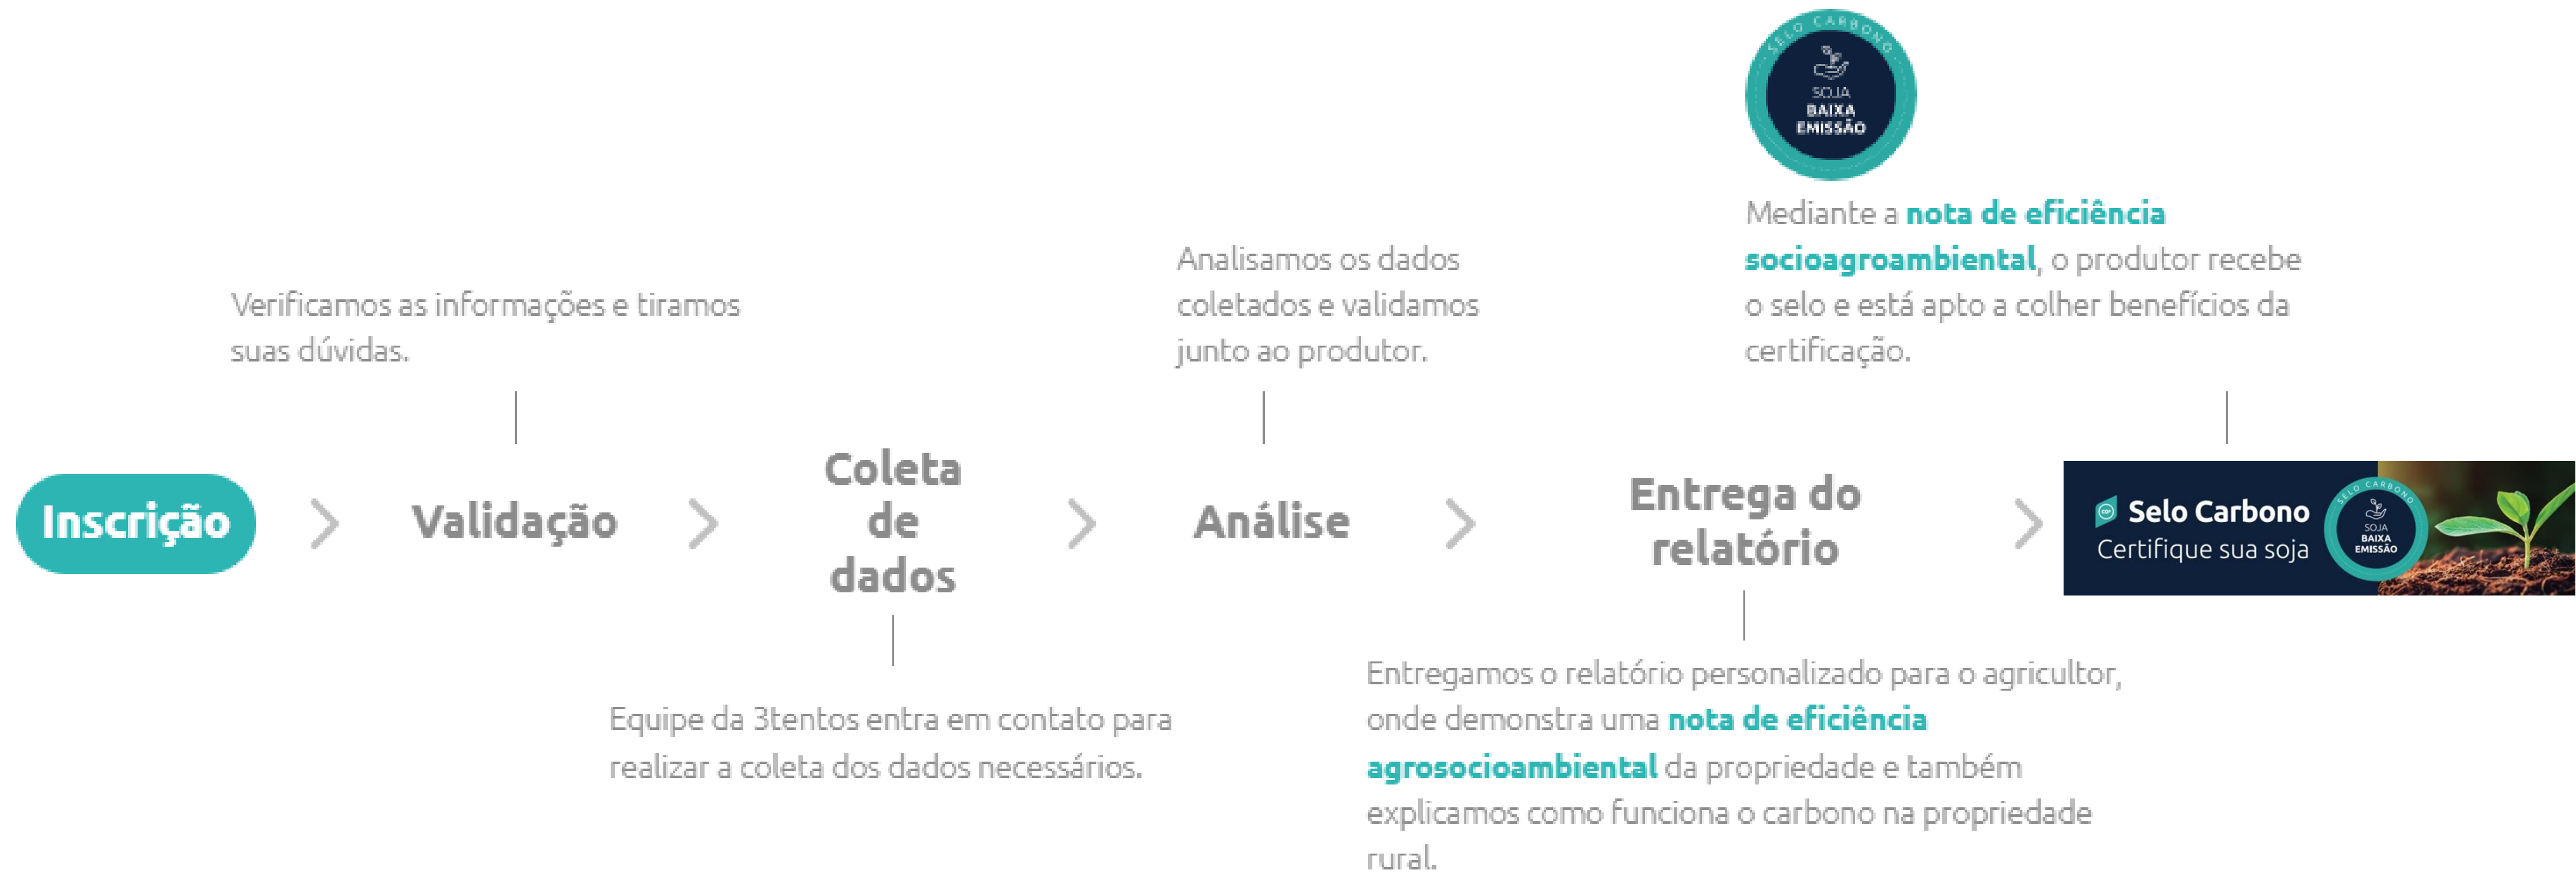 SELO CARBONO
SOJA
BAIXA
EMISSÃO
Mediante a nota de eficiência
socioagroambiental, o produtor recebe
o selo e está apto a colher benefícios da
certificação.
Analisamos os dados
coletados e validamos
junto ao produtor.
Verificamos as informações e tiramos
suas dúvidas.
Inscrição
Validação
Coleta
de
dados
Análise
Entrega do
relatório
Selo Carbono
Certifique sua soja
SELO CARBONO
SOJA
BAIXA
EMISSÃO
Equipe da 3tentos entra em contato para
realizar a coleta dos dados necessários.
Entregamos o relatório personalizado para o agricultor,
onde demonstra uma nota de eficiência
agrosocioambiental da propriedade e também
explicamos como funciona o carbono na propriedade
rural.